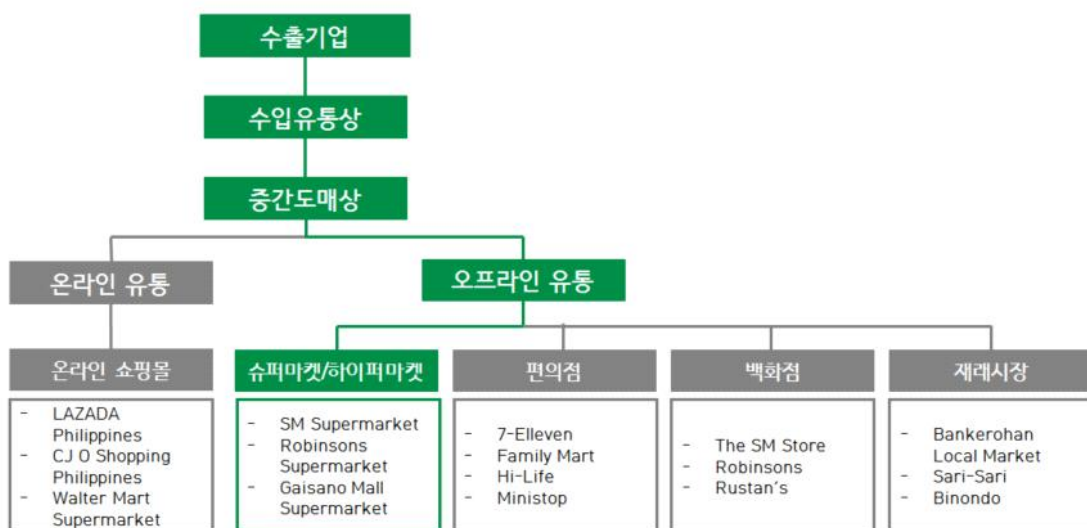 수출기업
수입유통상
중간도매상
온라인 유통
오프라인 유통
온라인 쇼핑몰
슈퍼마켓/하이퍼마켓
편의점
백화점
재래시장
- LAZADA
Philippines
- CJ O Shopping
Philippines
- Walter Mart
Supermarket
- SM Supermarket
- Robinsons
Supermarket
- Gaisano Mall
Supermarket
- 7-Elleven
- Family Mart
- Hi-Life
- Ministop
- The SM Store
- Robinsons
- Rustan's
- Bankerohan
Local Market
- Sari-Sari
- Binondo